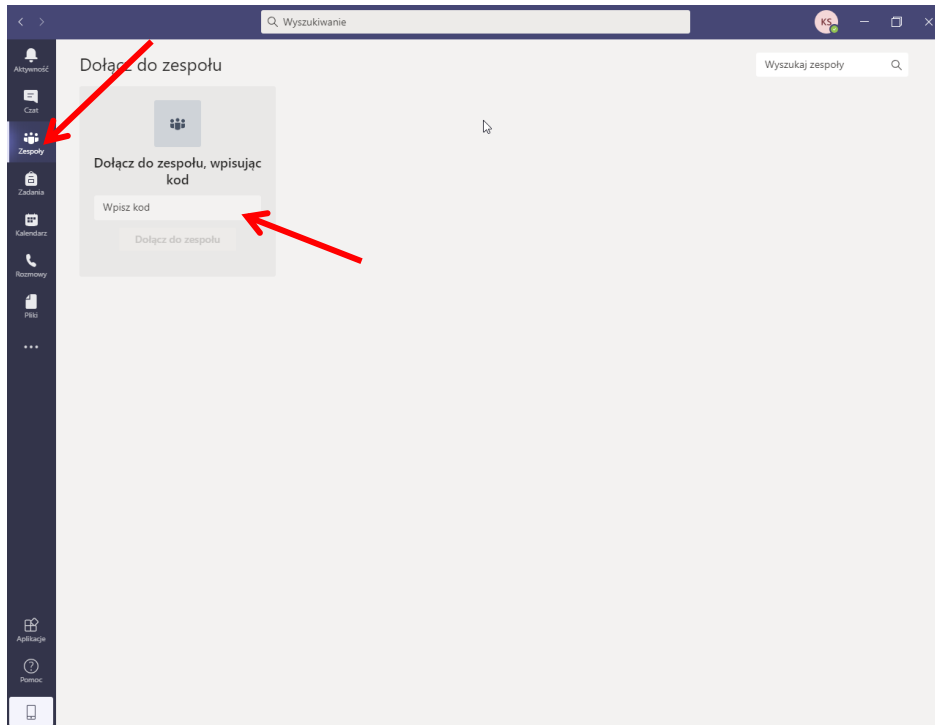 Wyszukiwanie
KS
Aktywność
Czat
Zespoły
Zadania
Kalendarz
Rozmowy
Pliki
Aplikacje
Pomoc
Dołącz do zespołu
Wyszukaj zespoły
Dołącz do zespołu, wpisując
kod
Wpisz kod
Dołącz do zespołu